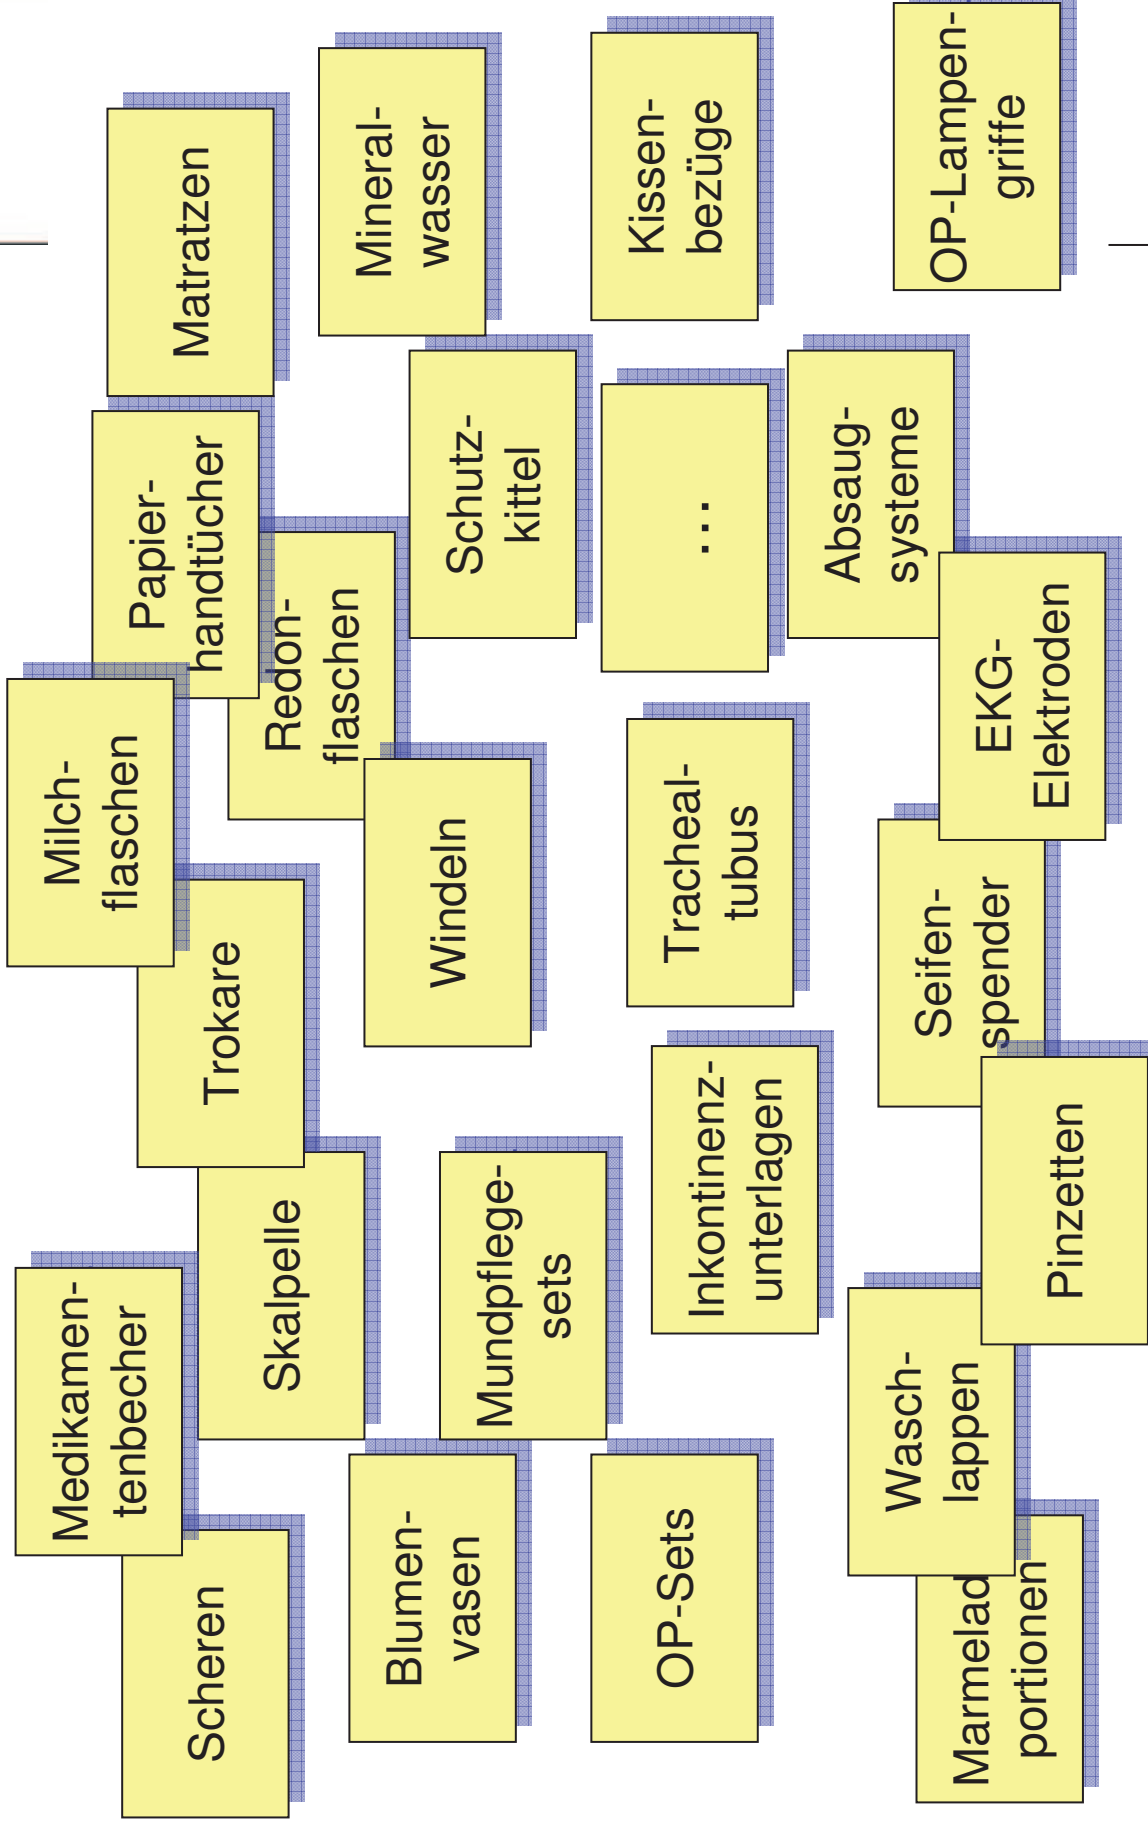 Medikamen-
tenbecher
Milch-
flaschen
Scheren
Skalpelle
Trokare
Papier-
handtücher
Matratzen
Redon-
flaschen
Blumen-
vasen
Mundpflege-
sets
Windeln
Schutz-
kittel
Mineral-
wasser
OP-Sets
Inkontinenz-
unterlagen
Tracheal-
tubus
...
Kissen-
bezüge
Marmelad
portionen
Wasch-
lappen
Pinzetten
Seifen-
spender
EKG-
Elektroden
Absaug-
systeme
OP-Lampen-
griffe